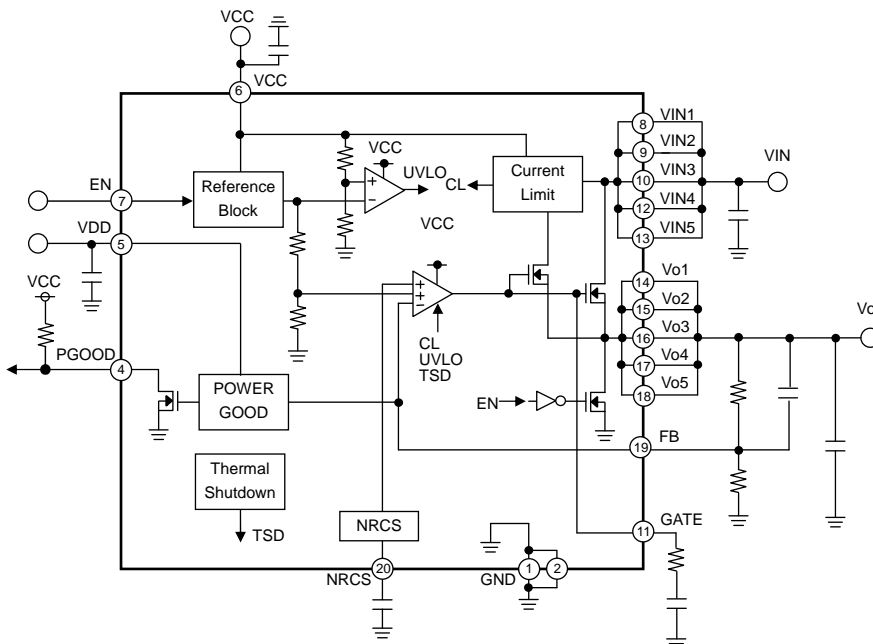 VCC
VCC
6
VIN1
8
VIN2
9
VIN
VIN3
10
VIN4
12
VIN5
13
VCC
UVLO
CL
Current
Limit
VCC
Reference
Block
EN
7
VDD
5
VCC
PGOOD
4
POWER
GOOD
CL
UVLO
TSD
EN
Vo1
14
Vo2
15
Vo3
16
Vo4
17
Vo5
18
Vo
FB
19
Thermal
Shutdown
TSD
NRCS
NRCS
20
GND
1
2
GATE
11